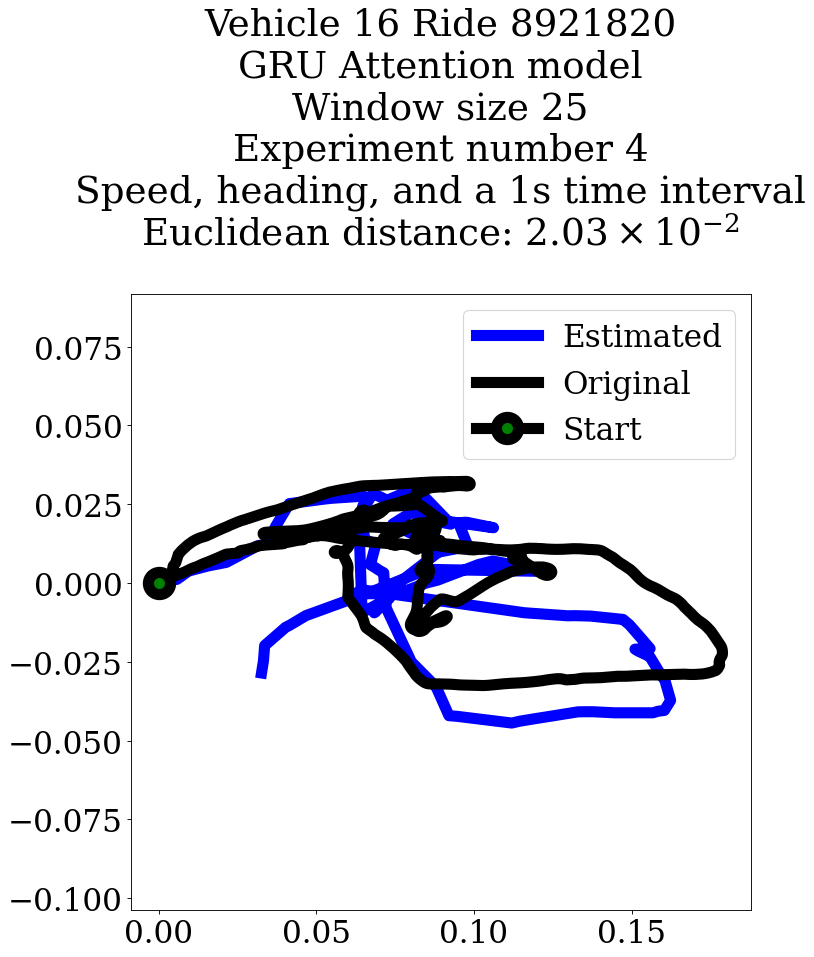 Vehicle 16 Ride 8921820
GRU Attention model
Window size 25
Experiment number 4
Speed, heading, and a 1s time interval
Euclidean distance: 2.03 × 10⁻²
Estimated
Original
Start
0.075
0.050
0.025
0.000
−0.025
−0.050
−0.075
−0.100
0.00 0.05 0.10 0.15